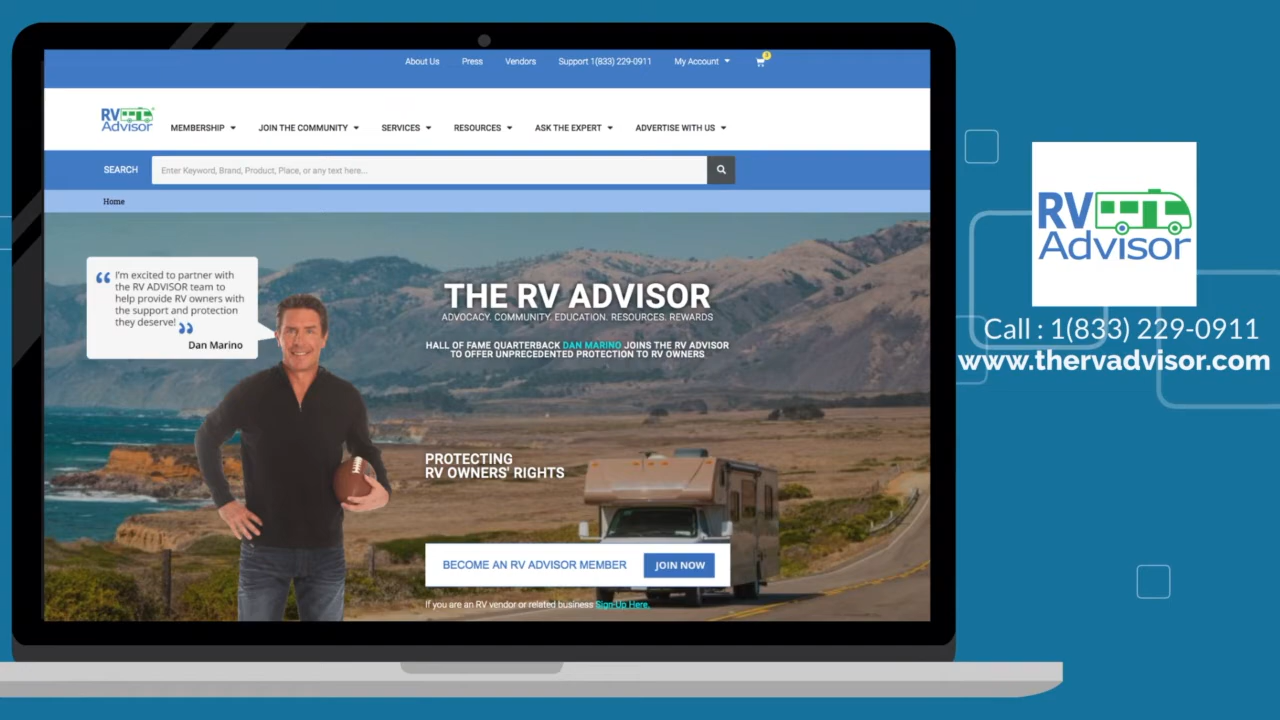 About Us Press Vendors Support 1(833) 229-0911 My Account 3
RV
Advisor
MEMBERSHIP JOIN THE COMMUNITY SERVICES RESOURCES ASK THE EXPERT ADVERTISE WITH US
SEARCH Enter Keyword, Brand, Product, Place, or any text here...
Home
“ I'm excited to partner with
the RV ADVISOR team to
help provide RV owners with
the support and protection
they deserve! ”
Dan Marino
THE RV ADVISOR
ADVOCACY. COMMUNITY. EDUCATION. RESOURCES. REWARDS
HALL OF FAME QUARTERBACK DAN MARINO JOINS THE RV ADVISOR
TO OFFER UNPRECEDENTED PROTECTION TO RV OWNERS
PROTECTING
RV OWNERS' RIGHTS
BECOME AN RV ADVISOR MEMBER JOIN NOW
If you are an RV vendor or related business Sign Up Here.
RV
Advisor
Call : 1(833) 229-0911
www.thervadvisor.com